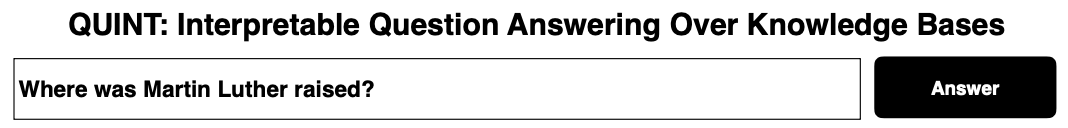 QUINT: Interpretable Question Answering Over Knowledge Bases
Where was Martin Luther raised? Answer